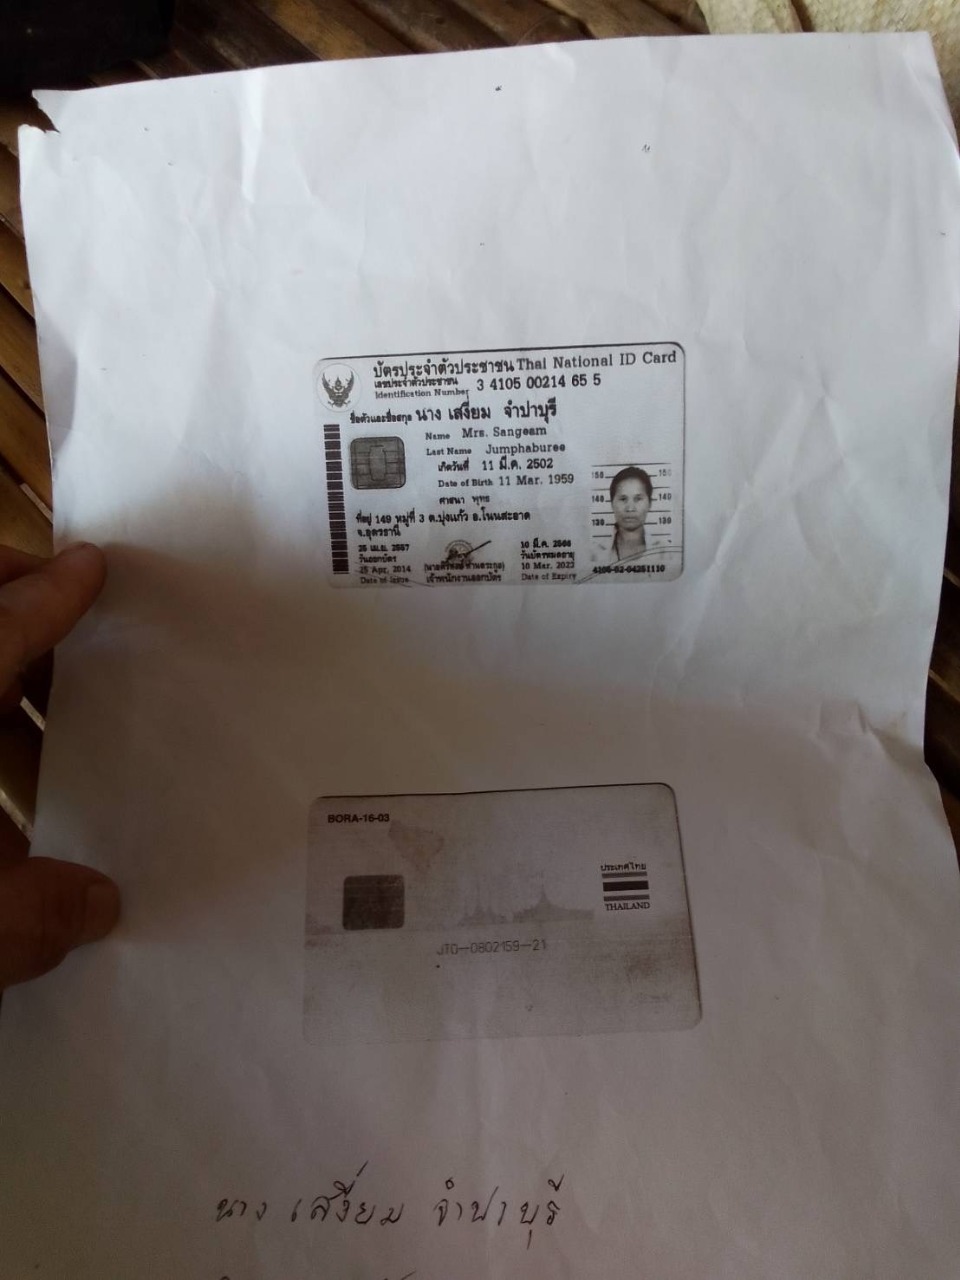 บัตรประจำตัวประชาชน Thai National ID Card
เลขประจำตัวประชาชน
Identification Number
3 4105 00214 65 5
ชื่อตัวและชื่อสกุล นาง เสงี่ยม จำปาบุรี
Name Mrs. Sangeam
Last Name Jumphaburee
เกิดวันที่ 11 มี.ค. 2502
Date of Birth 11 Mar. 1959
ศาสนา พุทธ
ที่อยู่ 149 หมู่ที่ 3 ต.บุ่งแก้ว อ.โนนสะอาด
จ.อุดรธานี
25 เม.ย. 2557
วันออกบัตร
25 Apr. 2014
Date of Issue
เจ้าพนักงานออกบัตร
10 มี.ค.
วันบัตรหมดอายุ
10 Mar.
Date of Expiry
150 150
140 140
130 130
BORA-16-03
ประเทศไทย
THAILAND
นาง เสงี่ยม จำปาบุรี